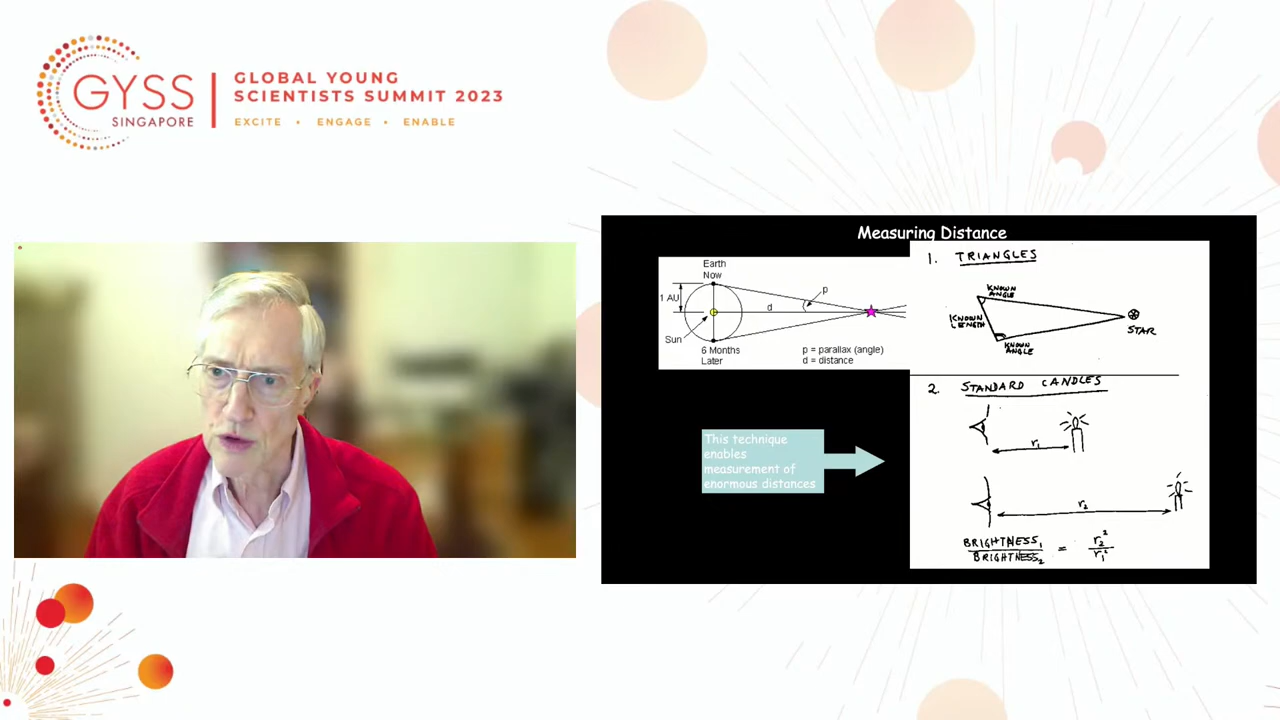 GYSS
SINGAPORE
GLOBAL YOUNG
SCIENTISTS SUMMIT 2023
EXCITE • ENGAGE • ENABLE
Measuring Distance
Earth
Now
1 AU
Sun
6 Months
Later
d
p
p = parallax (angle)
d = distance
1. TRIANGLES
KNOWN
ANGLE
KNOWN
LENGTH
KNOWN
ANGLE
STAR
2. STANDARD CANDLES
r₁
r₂
BRIGHTNESS₁
BRIGHTNESS₂
=
r₂²
r₁²
This technique
enables
measurement of
enormous distances